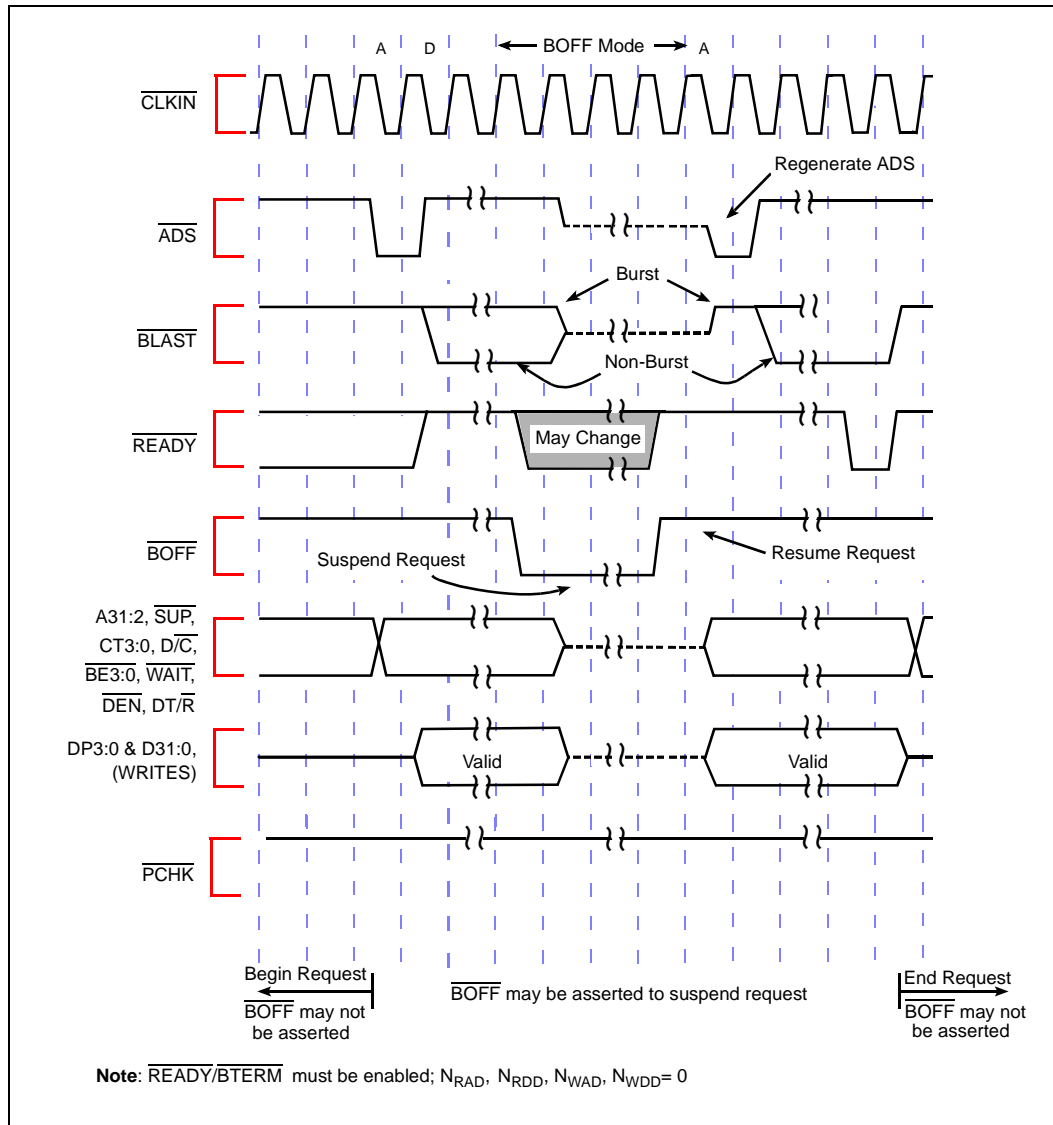 A D BOFF Mode A
CLKIN
Regenerate ADS
ADS
Burst
BLAST
Non-Burst
READY
May Change
BOFF
Suspend Request
Resume Request
A31:2, SUP,
CT3:0, D/C,
BE3:0, WAIT,
DEN, DT/R
DP3:0 & D31:0,
(WRITES)
Valid
Valid
PCHK
Begin Request
BOFF may not
be asserted
BOFF may be asserted to suspend request
End Request
BOFF may not
be asserted
Note: READY/BTERM must be enabled; NRAD, NRDD, NWAD, NWDD= 0